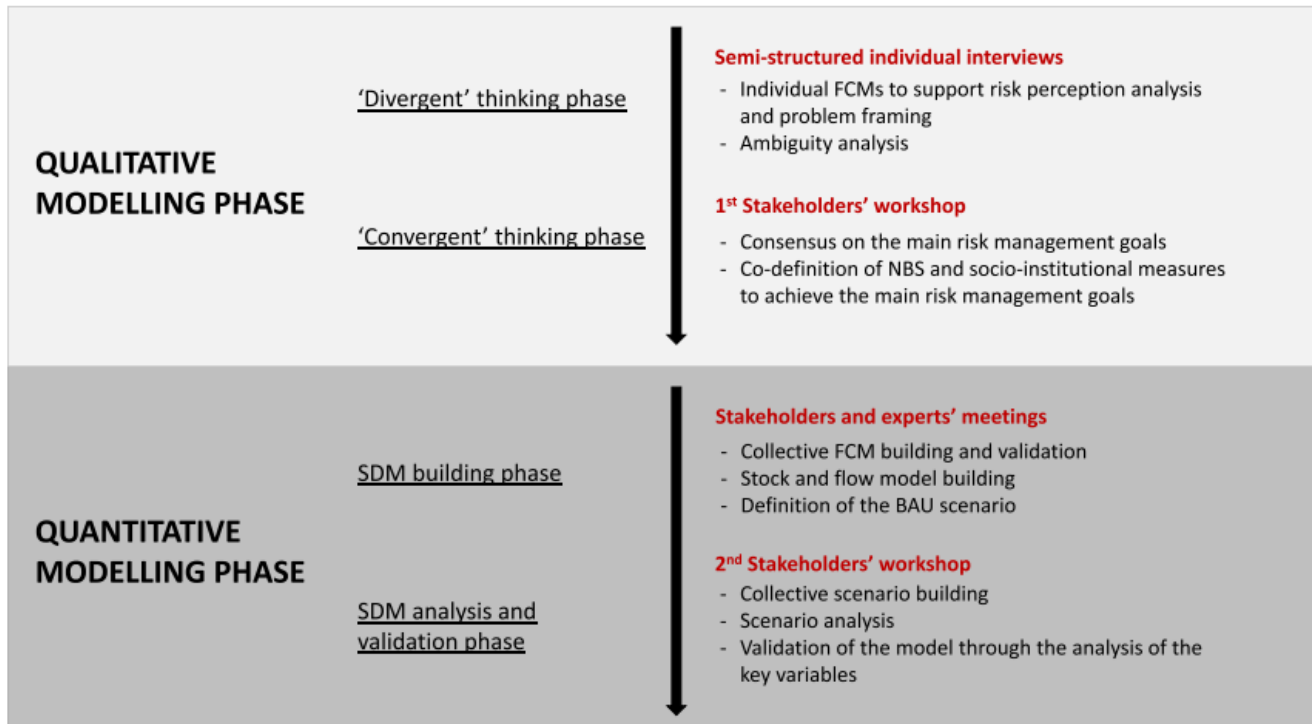 QUALITATIVE
MODELLING PHASE
‘Divergent’ thinking phase
Semi-structured individual interviews
- Individual FCMs to support risk perception analysis
and problem framing
- Ambiguity analysis
‘Convergent’ thinking phase
1st Stakeholders’ workshop
- Consensus on the main risk management goals
- Co-definition of NBS and socio-institutional measures
to achieve the main risk management goals
QUANTITATIVE
MODELLING PHASE
SDM building phase
Stakeholders and experts’ meetings
- Collective FCM building and validation
- Stock and flow model building
- Definition of the BAU scenario
SDM analysis and
validation phase
2nd Stakeholders’ workshop
- Collective scenario building
- Scenario analysis
- Validation of the model through the analysis of the
key variables